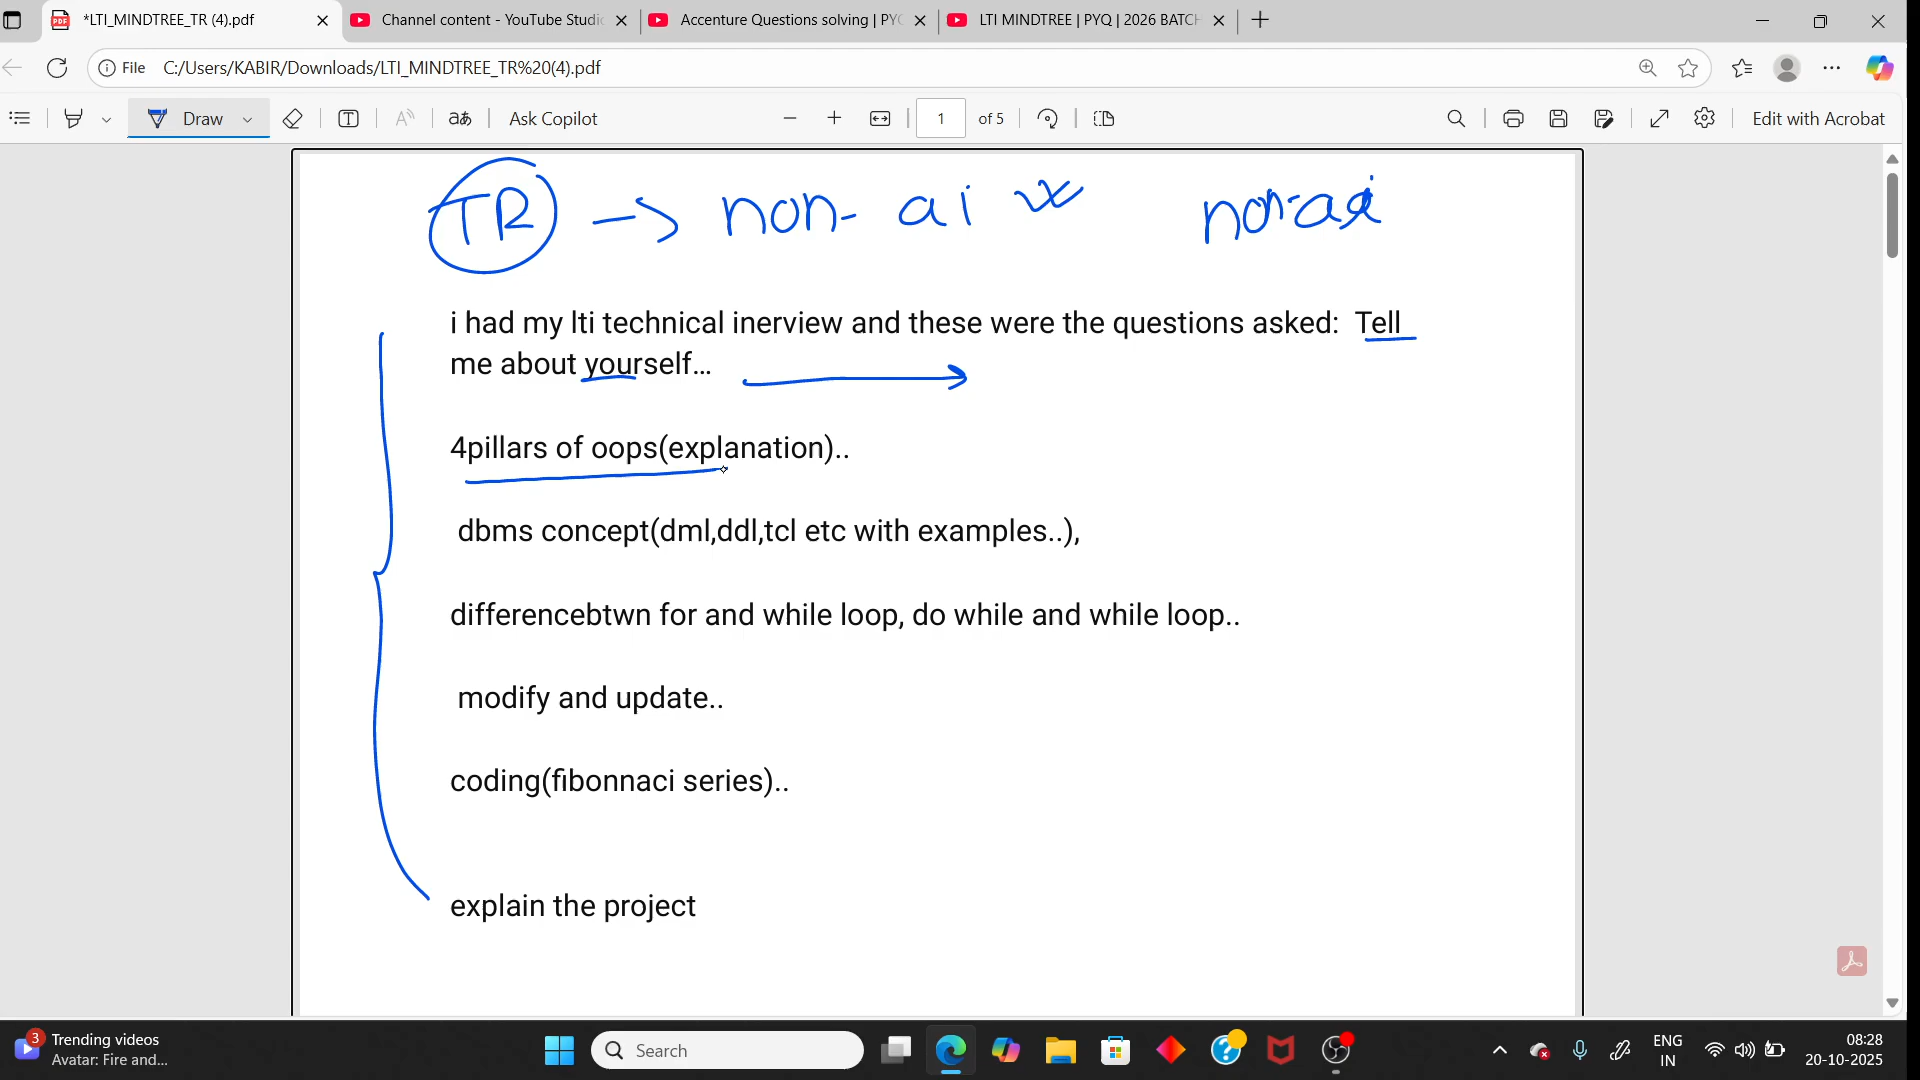 *LTI_MINDTREE_TR (4).pdf
Channel content - YouTube Studi
Accenture Questions solving | PY
LTI MINDTREE | PYQ | 2026 BATCH
File C:/Users/KABIR/Downloads/LTI_MINDTREE_TR%20(4).pdf
Draw
Ask Copilot
1 of 5
Edit with Acrobat
TR → non- ai
i had my lti technical inerview and these were the questions asked: Tell
me about yourself...
4pillars of oops(explanation)..
dbms concept(dml,ddl,tcl etc with examples..),
differencebtwn for and while loop, do while and while loop..
modify and update..
coding(fibonnaci series)..
explain the project
3
Trending videos
Avatar: Fire and...
Search
ENG
IN
08:28
20-10-2025